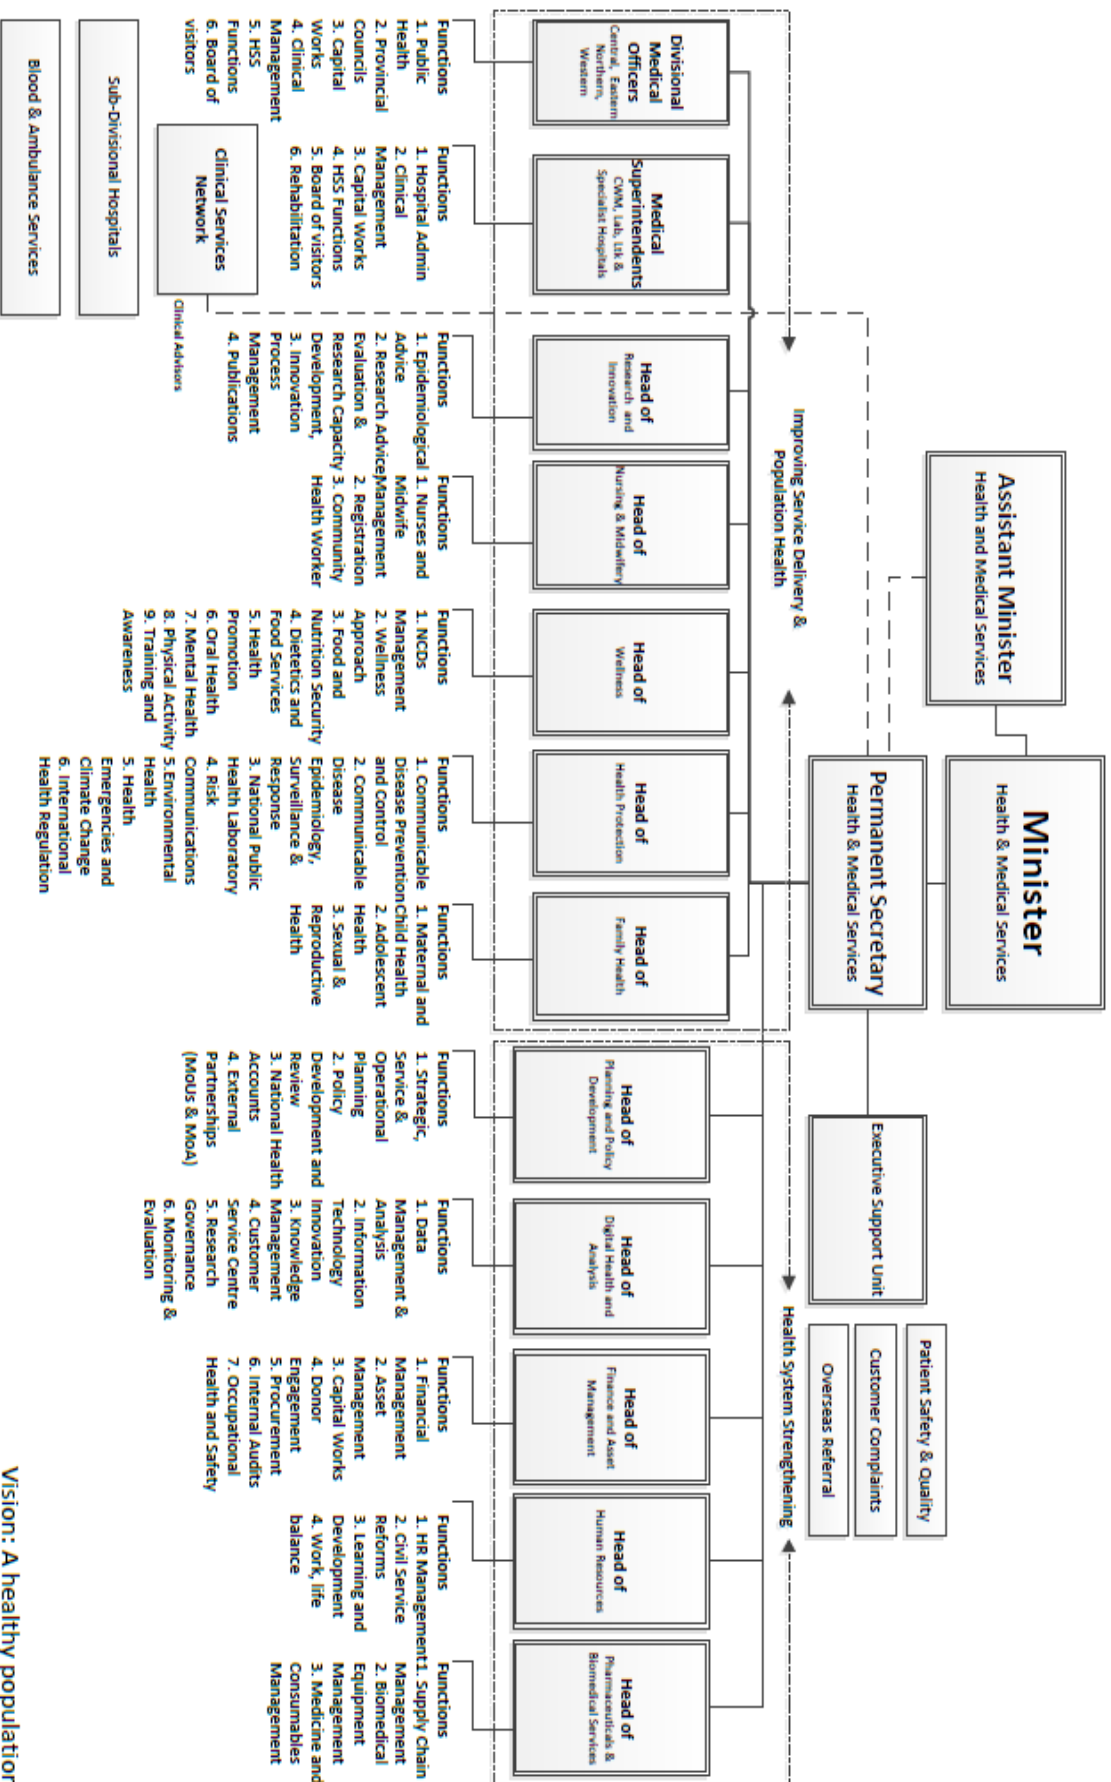 Minister
Health & Medical Services
Assistant Minister
Health and Medical Services
Permanent Secretary
Health & Medical Services
Executive Support Unit
Patient Safety & Quality
Customer Complaints
Overseas Referral
Improving Service Delivery &
Population Health
Health System Strengthening
Divisional
Medical
Officers
Central, Eastern
Northern,
Western
Functions
1. Public
Health
2. Provincial
Councils
3. Capital
Works
4. Clinical
Management
5. HSS
Functions
6. Board of
visitors
Medical
Superintendents
CWM, Lab, Ltk &
Specialist Hospitals
Functions
1. Hospital Admin
2. Clinical
Management
3. Capital Works
4. HSS Functions
5. Board of visitors
6. Rehabilitation
Head of
Research and
Innovation
Functions
1. Epidemiological
Advice
2. Research Advice
Evaluation &
Research Capacity
Development,
3. Innovation
Process
Management
4. Publications
Head of
Nursing & Midwifery
Functions
1. Nurses and
Midwife
Management
2. Registration
3. Community
Health Worker
Head of
Wellness
Functions
1. NCDs
Management
2. Wellness
Approach
3. Food and
Nutrition Security
4. Dietetics and
Food Services
5. Health
Promotion
6. Oral Health
7. Mental Health
8. Physical Activity
9. Training and
Awareness
Head of
Health Protection
Functions
1. Communicable
Disease Prevention
and Control
2. Communicable
Disease
Epidemiology,
Surveillance &
Response
3. National Public
Health Laboratory
4. Risk
Communications
5.Environmental
Health
5. Health
Emergencies and
Climate Change
6. International
Health Regulation
Head of
Family Health
Functions
1. Maternal and
Child Health
2. Adolescent
Health
3. Sexual &
Reproductive
Health
Head of
Planning and Policy
Development
Functions
1. Strategic,
Service &
Operational
Planning
2. Policy
Development and
Review
3. National Health
Accounts
4. External
Partnerships
(MoUs & MoA)
Head of
Digital Health and
Analysis
Functions
1. Data
Management &
Analysis
2. Information
Technology
Innovation
3. Knowledge
Management
4. Customer
Service Centre
5. Research
Governance
6. Monitoring &
Evaluation
Head of
Finance and Asset
Management
Functions
1. Financial
Management
2. Asset
Management
3. Capital Works
4. Donor
Engagement
5. Procurement
6. Internal Audits
7. Occupational
Health and Safety
Head of
Human Resources
Functions
1. HR Management
2. Civil Service
Reforms
3. Learning and
Development
4. Work, life
balance
Head of
Pharmaceuticals &
Biomedical Services
Functions
1. Supply Chain
Management
2. Biomedical
Equipment
Management
3. Medicine and
Consumables
Management
Clinical Services
Network
Clinical Advisors
Sub-Divisional Hospitals
Blood & Ambulance Services
Vision: A healthy population